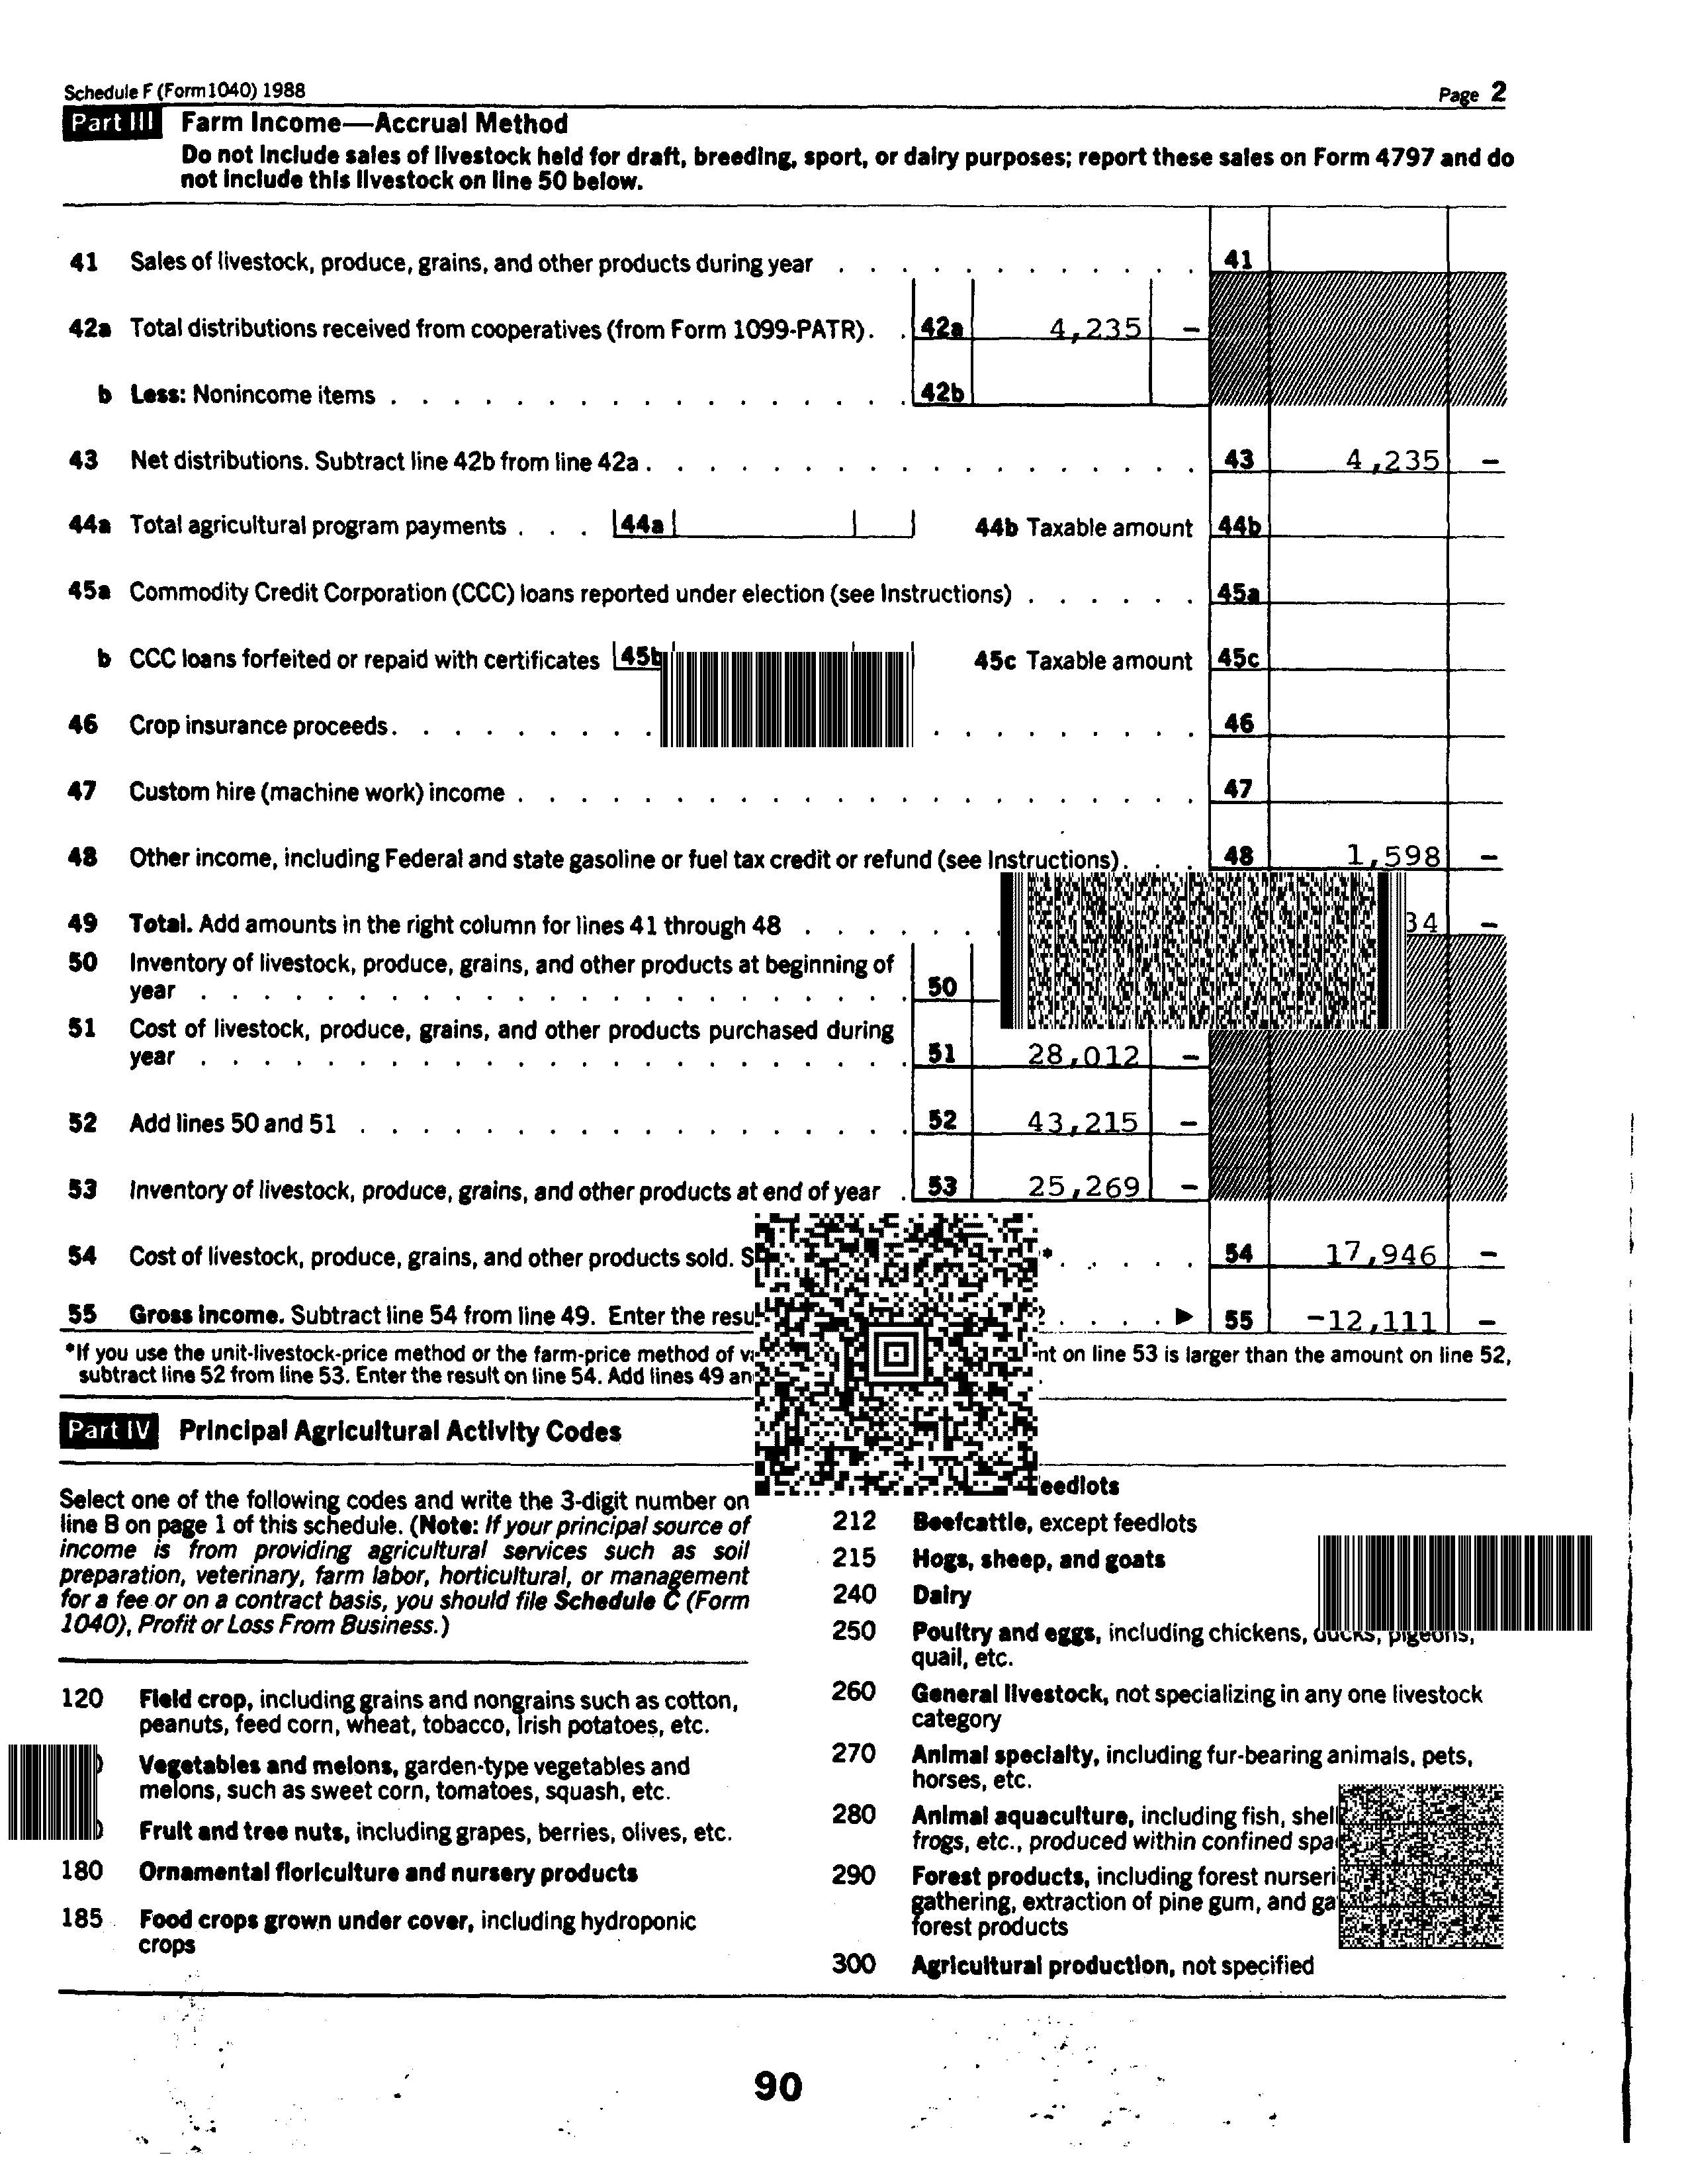 Schedule F (Form 1040) 1988 Page 2
Part III Farm Income—Accrual Method
Do not include sales of livestock held for draft, breeding, sport, or dairy purposes; report these sales on Form 4797 and do
not include this livestock on line 50 below.
41 Sales of livestock, produce, grains, and other products during year . . . . . . . . . . . . 41
42a Total distributions received from cooperatives (from Form 1099-PATR). . 42a 4,235 –
b Less: Nonincome items . . . . . . . . . . . . . . . . . 42b
43 Net distributions. Subtract line 42b from line 42a . . . . . . . . . . . . . . . . . . 43 4,235 –
44a Total agricultural program payments . . . 44a 44b Taxable amount 44b
45a Commodity Credit Corporation (CCC) loans reported under election (see Instructions) . . . . . . 45a
b CCC loans forfeited or repaid with certificates 45b 45c Taxable amount 45c
46 Crop insurance proceeds. . . . . . . . . . . . . . . . . . 46
47 Custom hire (machine work) income . . . . . . . . . . . . . . . . . . . . . . 47
48 Other income, including Federal and state gasoline or fuel tax credit or refund (see Instructions) . . . 48 1,598 –
49 Total. Add amounts in the right column for lines 41 through 48 . . . . . . . –
50 Inventory of livestock, produce, grains, and other products at beginning of
year . . . . . . . . . . . . . . . . . . . . . . . 50
51 Cost of livestock, produce, grains, and other products purchased during
year . . . . . . . . . . . . . . . . . . . . . . . 51 28,012 –
52 Add lines 50 and 51 . . . . . . . . . . . . . . . . . . 52 43,215 –
53 Inventory of livestock, produce, grains, and other products at end of year . 53 25,269 –
54 Cost of livestock, produce, grains, and other products sold. * . . . . . 54 17,946 –
55 Gross income. Subtract line 54 from line 49. Enter the . . . . ▶ 55 -12,111 –
*If you use the unit-livestock-price method or the farm-price method of on line 53 is larger than the amount on line 52,
subtract line 52 from line 53. Enter the result on line 54. Add lines 49
Part IV Principal Agricultural Activity Codes
Select one of the following codes and write the 3-digit number on
line B on page 1 of this schedule. (Note: If your principal source of
income is from providing agricultural services such as soil
preparation, veterinary, farm labor, horticultural, or management
for a fee or on a contract basis, you should file Schedule C (Form
1040), Profit or Loss From Business.)
120 Field crop, including grains and nongrains such as cotton,
peanuts, feed corn, wheat, tobacco, Irish potatoes, etc.
Vegetables and melons, garden-type vegetables and
melons, such as sweet corn, tomatoes, squash, etc.
Fruit and tree nuts, including grapes, berries, olives, etc.
180 Ornamental floriculture and nursery products
185 Food crops grown under cover, including hydroponic
crops
212 Beefcattle, except feedlots
215 Hogs, sheep, and goats
240 Dairy
250 Poultry and eggs, including chickens, ducks, pigeons,
quail, etc.
260 General livestock, not specializing in any one livestock
category
270 Animal specialty, including fur-bearing animals, pets,
horses, etc.
280 Animal aquaculture, including fish,
frogs, etc., produced within confined
290 Forest products, including forest
gathering, extraction of pine gum, and
forest products
300 Agricultural production, not specified
90